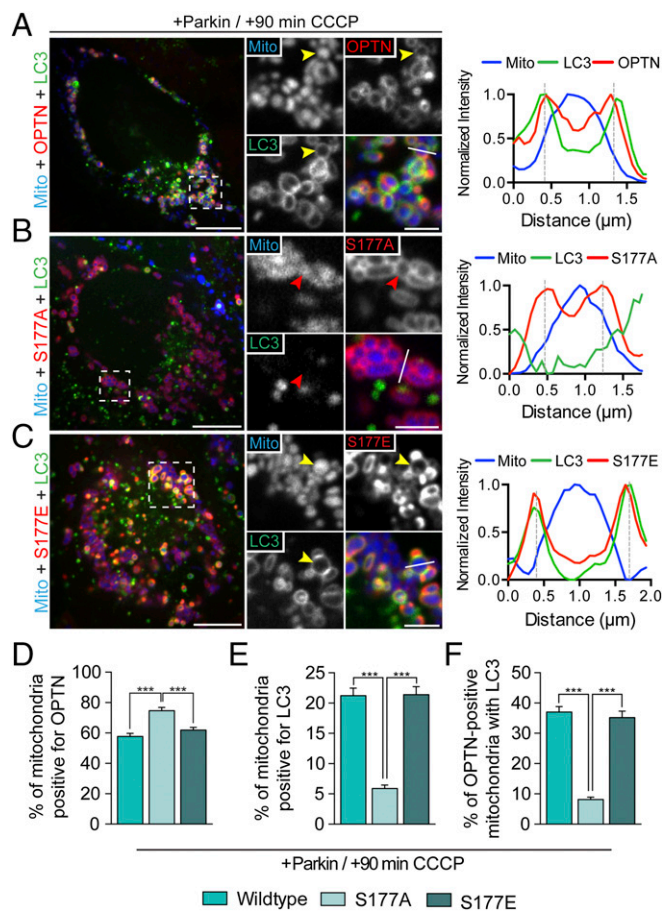 +Parkin / +90 min CCCP
A
Mito + OPTN + LC3
Mito
OPTN
LC3
Mito LC3 OPTN
Normalized Intensity
1.0
0.5
0.0
0.0 0.5 1.0 1.5
Distance (µm)
B
Mito + S177A + LC3
Mito
S177A
LC3
Mito LC3 S177A
Normalized Intensity
1.0
0.5
0.0
0.0 0.5 1.0 1.5
Distance (µm)
C
Mito + S177E + LC3
Mito
S177E
LC3
Mito LC3 S177E
Normalized Intensity
1.0
0.5
0.0
0.0 0.5 1.0 1.5 2.0
Distance (µm)
D
% of mitochondria
positive for OPTN
100
80
60
40
20
0
*** ***
E
% of mitochondria
positive for LC3
25
20
15
10
5
0
*** ***
F
% of OPTN-positive
mitochondria with LC3
50
40
30
20
10
0
*** ***
+Parkin / +90 min CCCP
Wildtype S177A S177E